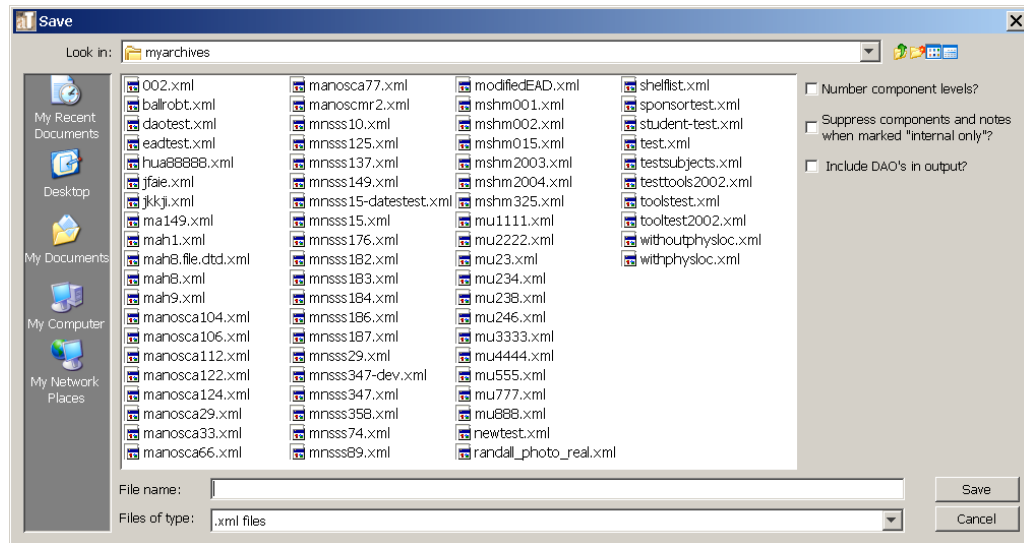 aT Save
Look in: myarchives
My Recent
Documents
Desktop
My Documents
My Computer
My Network
Places
002.xml
ballrobt.xml
daotest.xml
eadtest.xml
hua88888.xml
jfaie.xml
jkkji.xml
ma149.xml
mah1.xml
mah8.file.dtd.xml
mah8.xml
mah9.xml
manosca104.xml
manosca106.xml
manosca112.xml
manosca122.xml
manosca124.xml
manosca29.xml
manosca33.xml
manosca66.xml
manosca77.xml
manoscmr2.xml
mnsss10.xml
mnsss125.xml
mnsss137.xml
mnsss149.xml
mnsss15-datestest.xml
mnsss15.xml
mnsss176.xml
mnsss182.xml
mnsss183.xml
mnsss184.xml
mnsss186.xml
mnsss187.xml
mnsss29.xml
mnsss347-dev.xml
mnsss347.xml
mnsss358.xml
mnsss74.xml
mnsss89.xml
modifiedEAD.xml
mshm001.xml
mshm002.xml
mshm015.xml
mshm2003.xml
mshm2004.xml
mshm325.xml
mu1111.xml
mu2222.xml
mu23.xml
mu234.xml
mu238.xml
mu246.xml
mu3333.xml
mu4444.xml
mu555.xml
mu777.xml
mu888.xml
newtest.xml
randall_photo_real.xml
shelflist.xml
sponsortest.xml
student-test.xml
test.xml
testsubjects.xml
testtools2002.xml
toolstest.xml
tooltest2002.xml
withoutphysloc.xml
withphysloc.xml
Number component levels?
Suppress components and notes
when marked "internal only"?
Include DAO's in output?
File name:
Save
Files of type: .xml files
Cancel